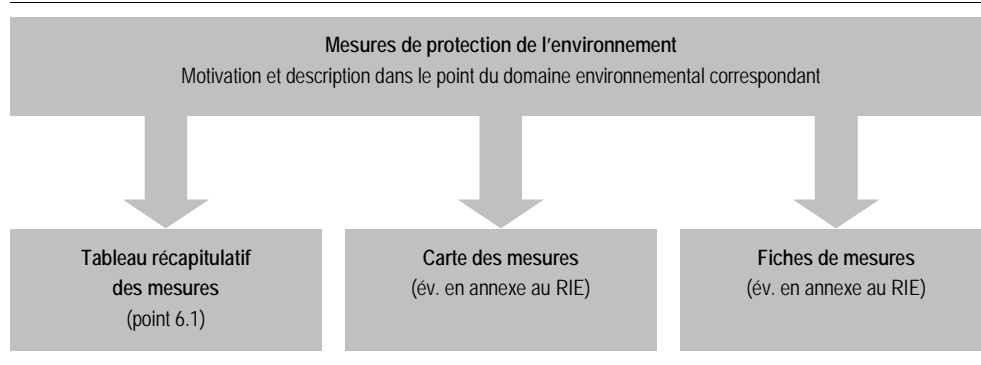 Mesures de protection de l'environnement
Motivation et description dans le point du domaine environnemental correspondant
Tableau récapitulatif
des mesures
(point 6.1)
Carte des mesures
(év. en annexe au RIE)
Fiches de mesures
(év. en annexe au RIE)